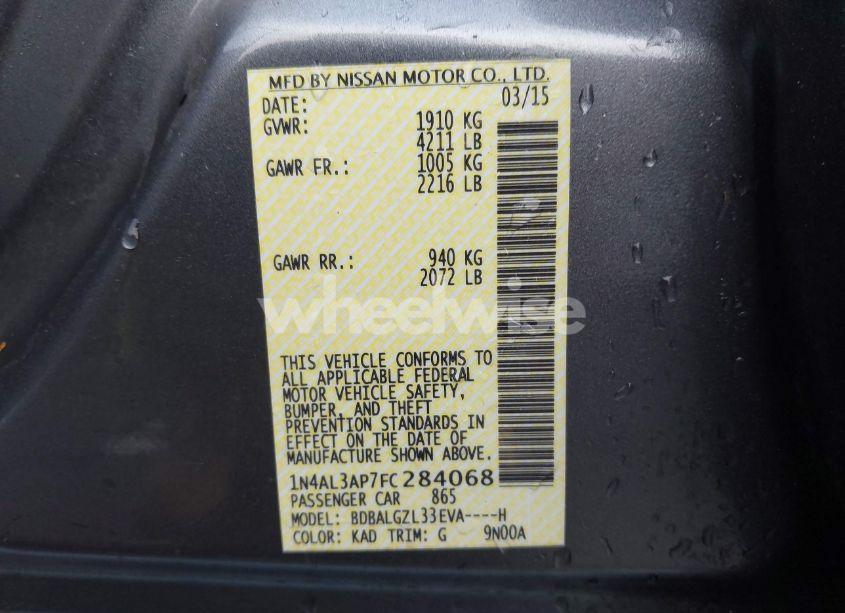 MFD BY NISSAN MOTOR CO., LTD.
DATE: 03/15
GVWR: 1910 KG
4211 LB
GAWR FR.: 1005 KG
2216 LB
GAWR RR.: 940 KG
2072 LB
wheelwise
THIS VEHICLE CONFORMS TO
ALL APPLICABLE FEDERAL
MOTOR VEHICLE SAFETY,
BUMPER, AND THEFT
PREVENTION STANDARDS IN
EFFECT ON THE DATE OF
MANUFACTURE SHOWN ABOVE.
1N4AL3AP7FC284068
PASSENGER CAR 865
MODEL: BDBALGZL33EVA----H
COLOR: KAD TRIM: G 9N00A